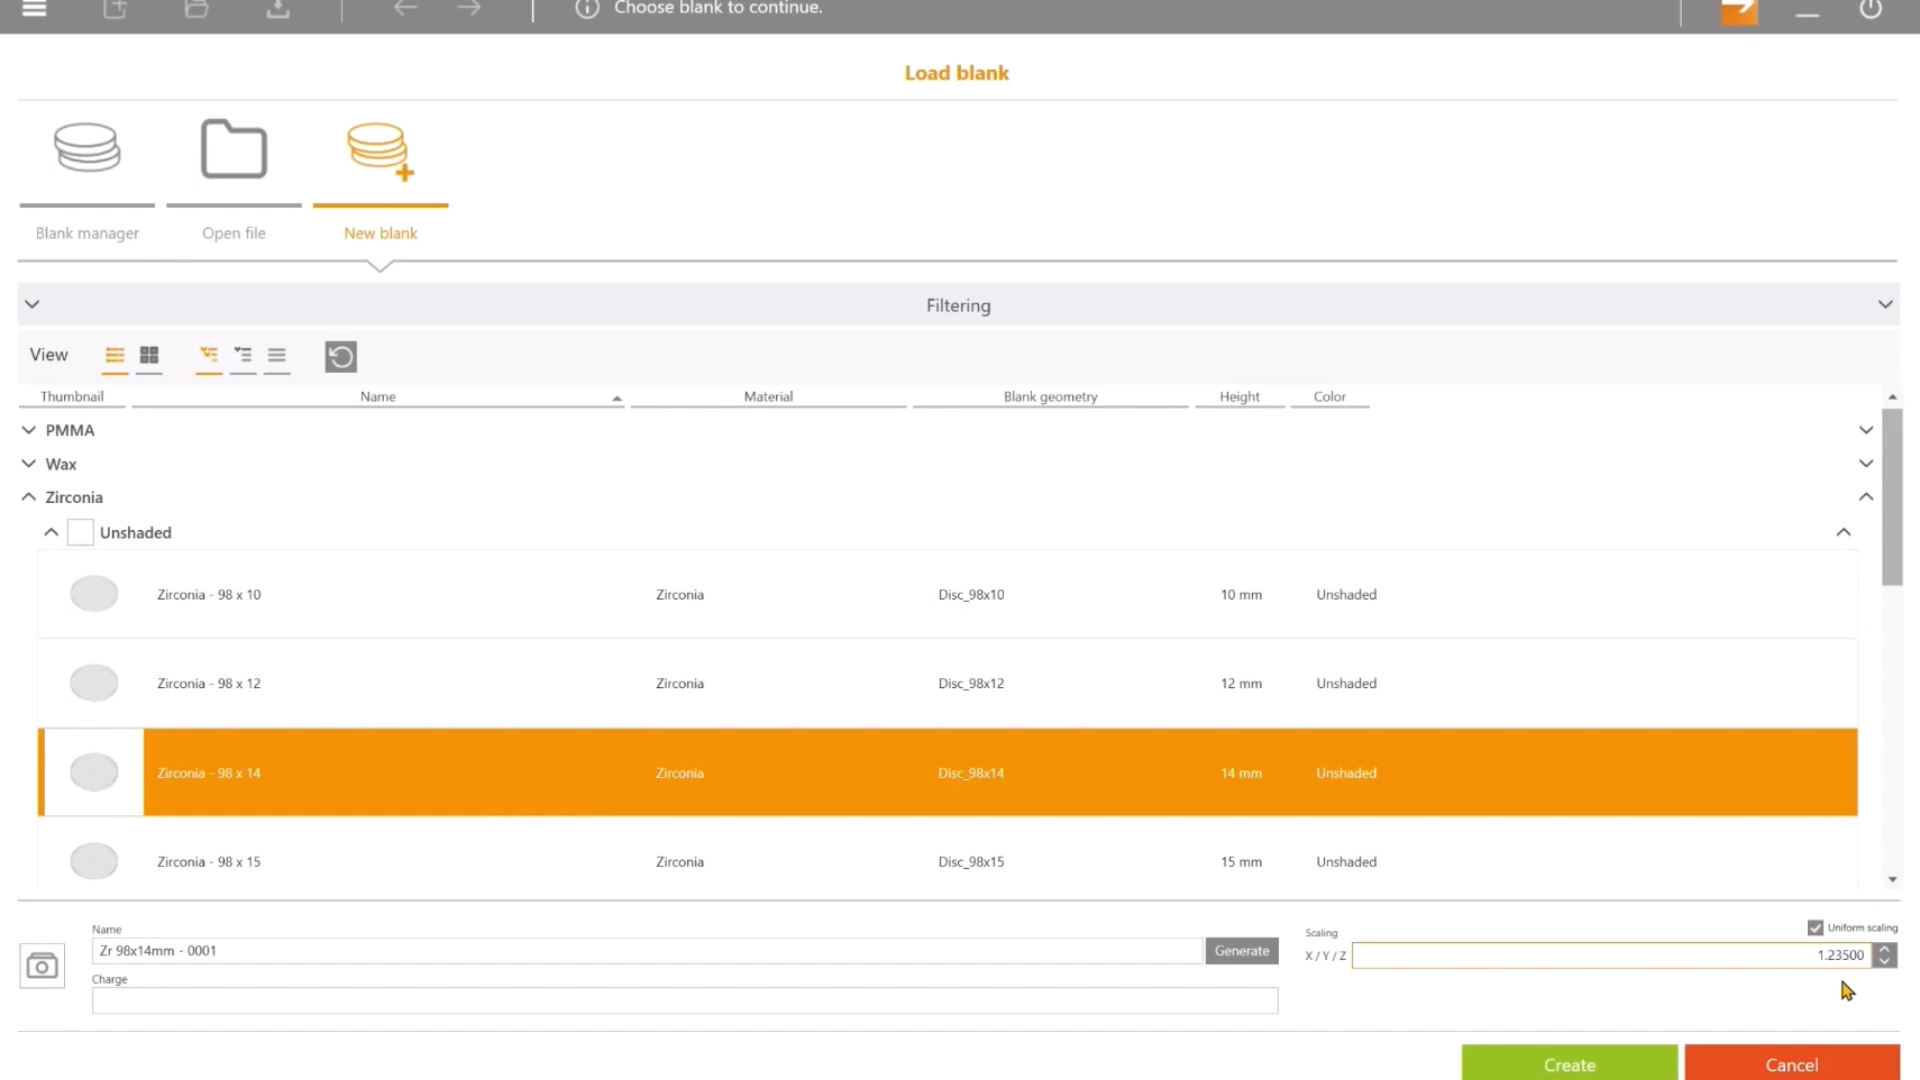 Choose blank to continue.
Load blank
Blank manager Open file New blank
Filtering
View
Thumbnail Name Material Blank geometry Height Color
PMMA
Wax
Zirconia
Unshaded
Zirconia - 98 x 10 Zirconia Disc_98x10 10 mm Unshaded
Zirconia - 98 x 12 Zirconia Disc_98x12 12 mm Unshaded
Zirconia - 98 x 14 Zirconia Disc_98x14 14 mm Unshaded
Zirconia - 98 x 15 Zirconia Disc_98x15 15 mm Unshaded
Name
Zr 98x14mm - 0001 Generate
Charge
Scaling Uniform scaling
X / Y / Z 1.23500
Create Cancel